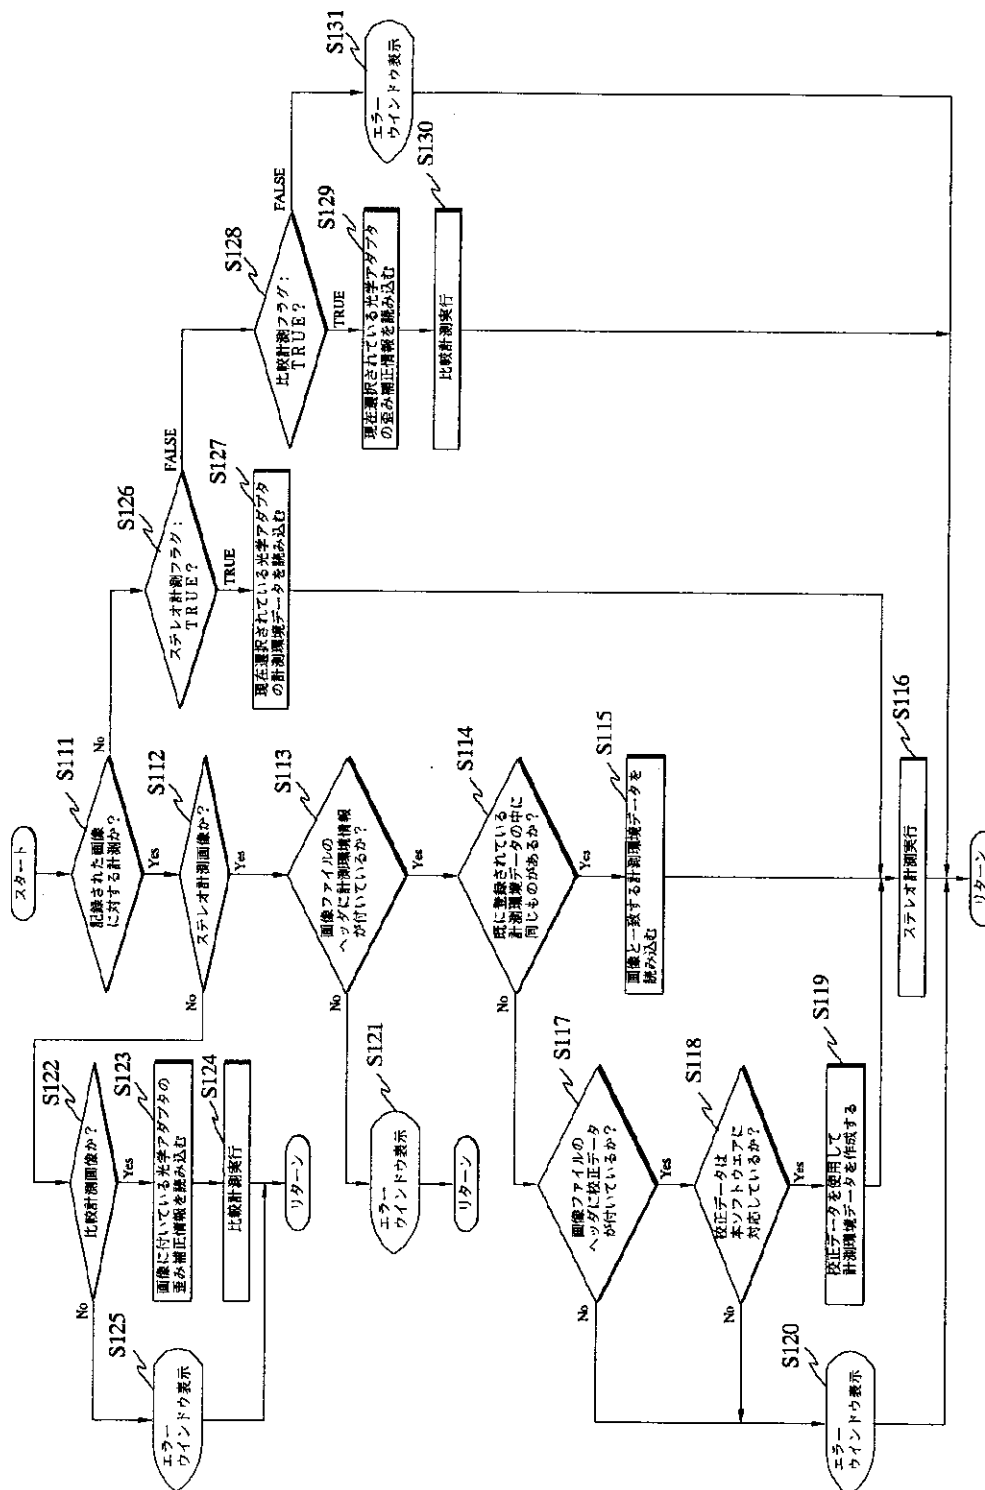 スタート
S111
記録された画像
に対する計測か?
No
Yes
S112
ステレオ計測画像か?
No
Yes
S113
画像ファイルの
ヘッダに計測環境情報
が付いているか?
No
Yes
S114
既に登録されている
計測環境データの中に
同じものがあるか?
No
Yes
S115
画像と一致する計測環境データを
読み込む
S116
ステレオ計測実行
リターン
S117
画像ファイルの
ヘッダに校正データ
が付いているか?
No
Yes
S118
校正データは
本ソフトウエアに
対応しているか?
No
Yes
S119
校正データを使用して
計測環境データを作成する
S120
エラー
ウインドウ表示
S121
エラー
ウインドウ表示
リターン
S122
比較計測画像か?
No
Yes
S123
画像に付いている光学アダプタの
歪み補正情報を読み込む
S124
比較計測実行
リターン
S125
エラー
ウインドウ表示
S126
ステレオ計測フラグ:
TRUE?
FALSE
TRUE
S127
現在選択されている光学アダプタ
の計測環境データを読み込む
S128
比較計測フラグ:
TRUE?
FALSE
TRUE
S129
現在選択されている光学アダプタ
の歪み補正情報を読み込む
S130
比較計測実行
S131
エラー
ウインドウ表示